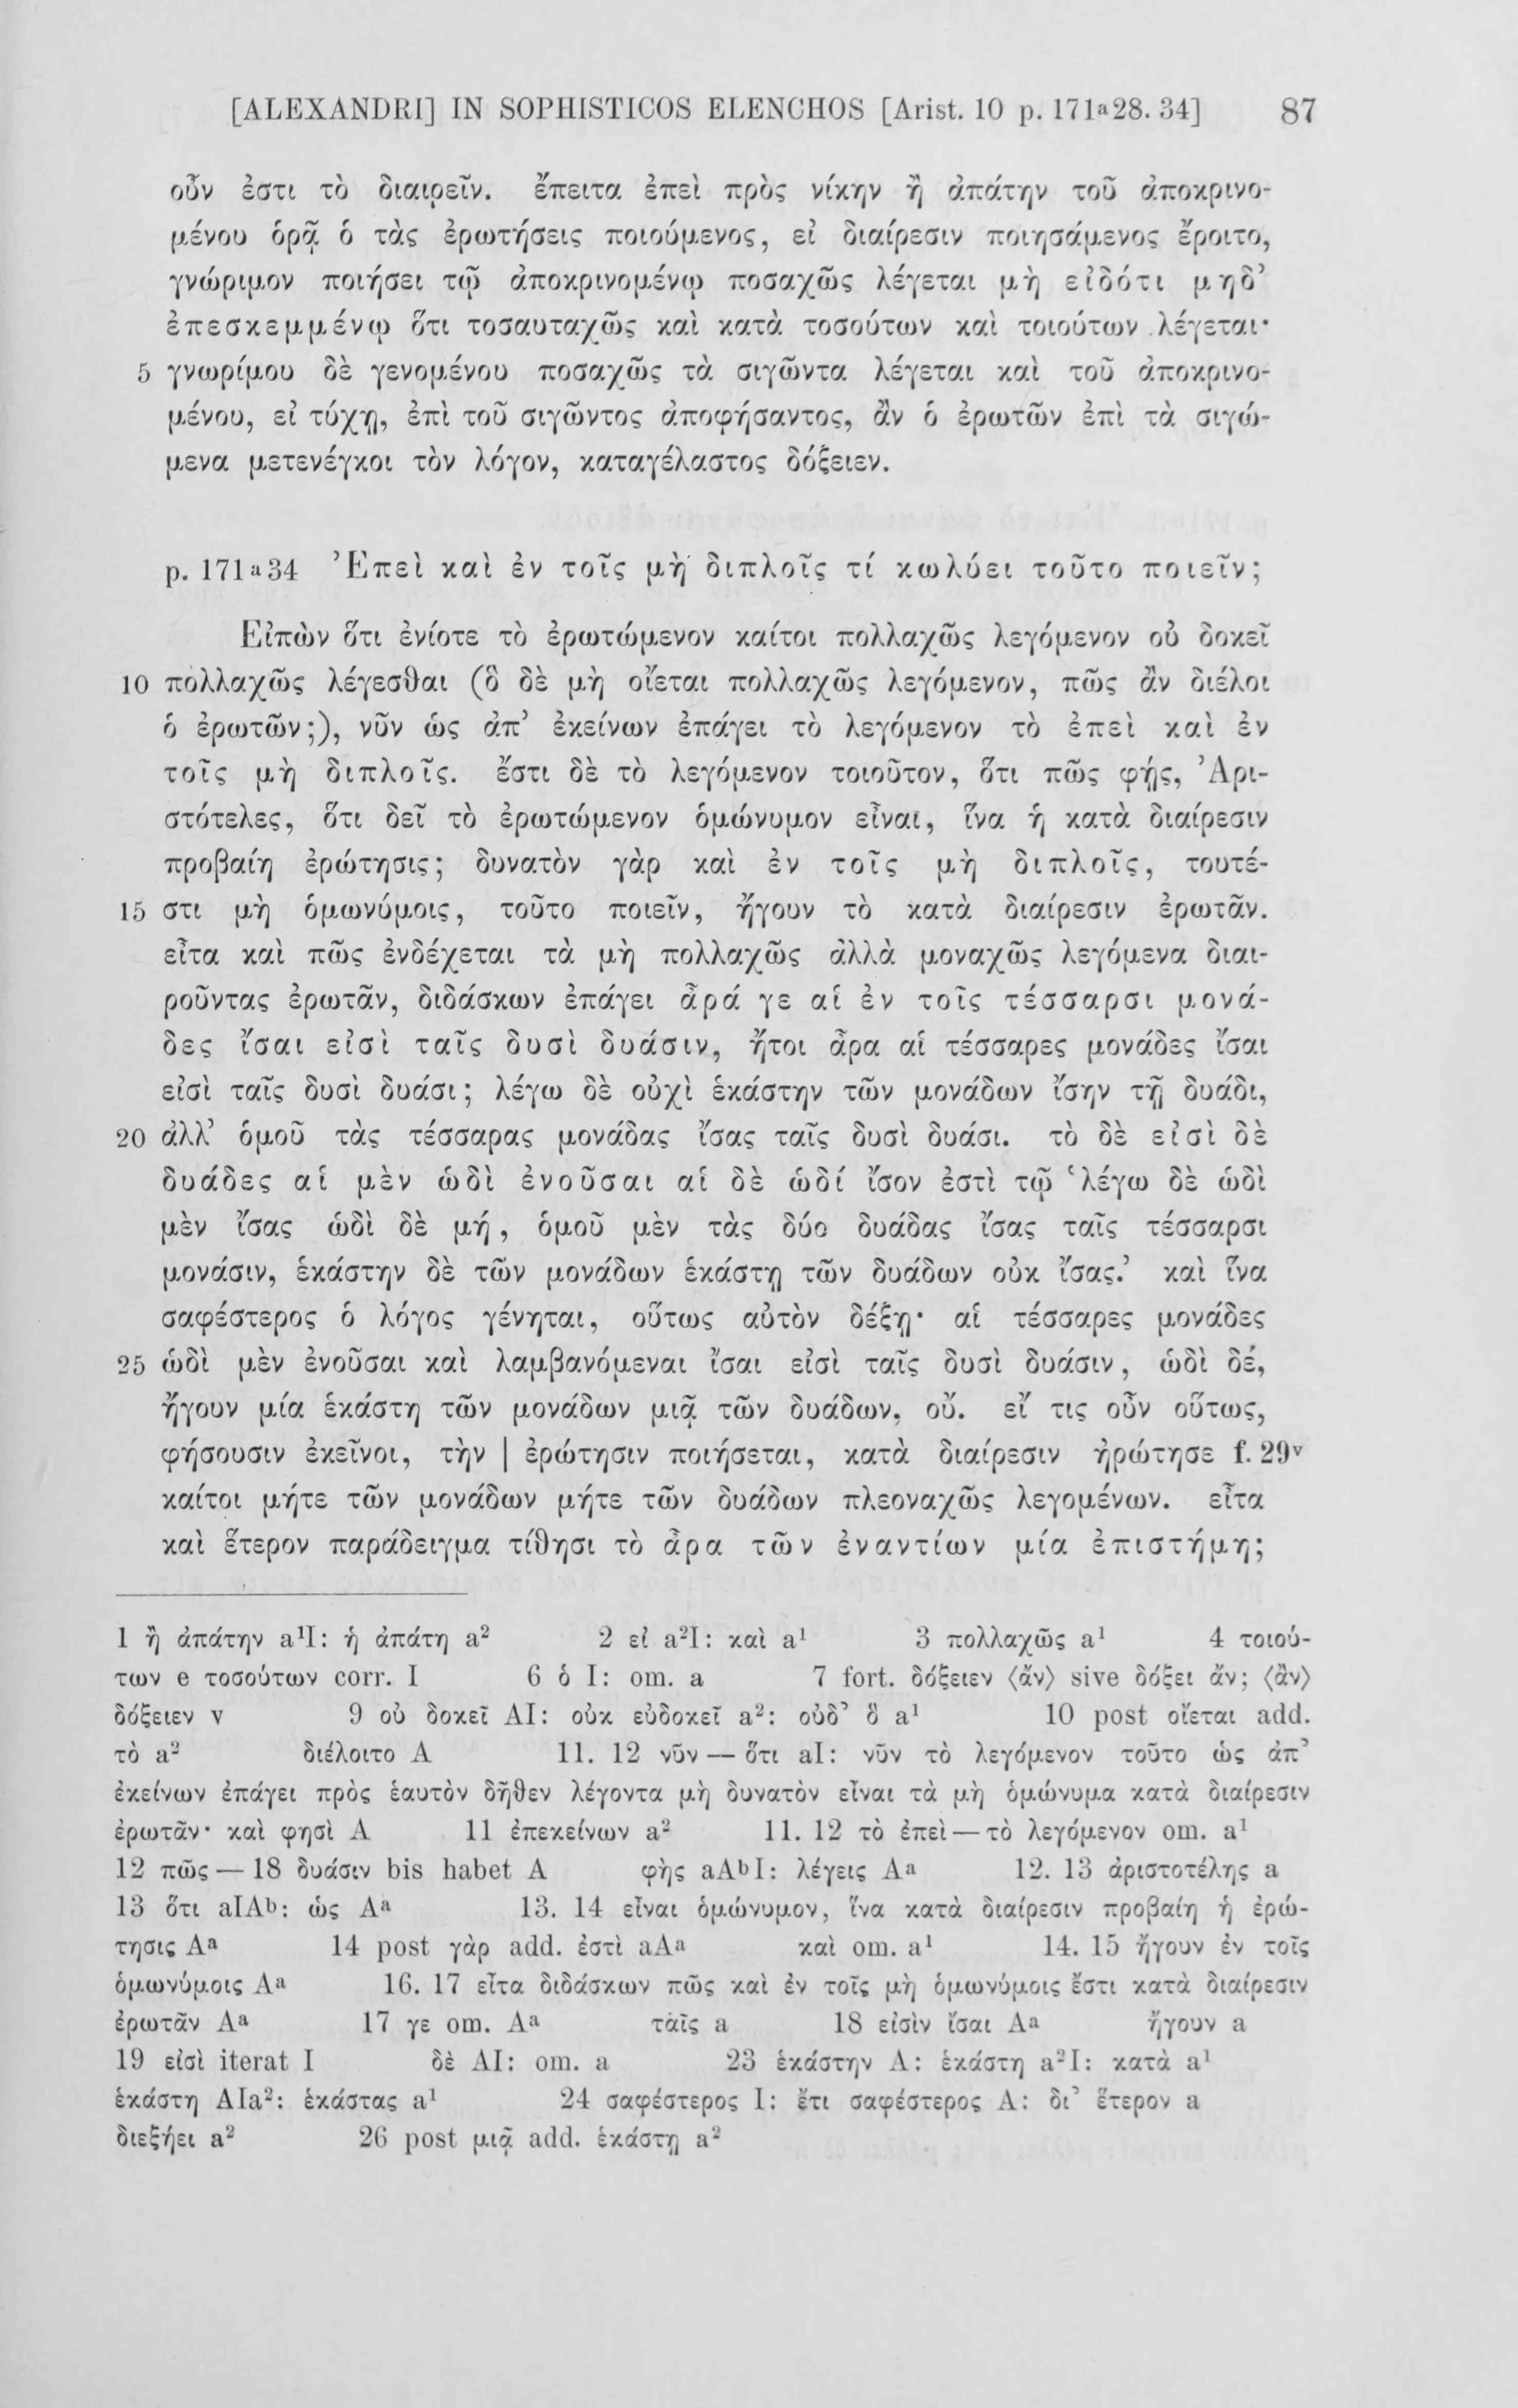 [ALEXANDRI] IN SOPHISTICOS ELENCHOS [Arist. 10 p. 171ᵃ28. 34] 87
οὖν ἐστι τὸ διαιρεῖν. ἔπειτα ἐπεὶ πρὸς νίκην ἢ ἀπάτην τοῦ ἀποκρινο-
μένου ὁρᾷ ὁ τὰς ἐρωτήσεις ποιούμενος, εἰ διαίρεσιν ποιησάμενος ἔροιτο,
γνώριμον ποιήσει τῷ ἀποκρινομένῳ ποσαχῶς λέγεται μὴ εἰδότι μηδ’
ἐπεσκεμμένῳ ὅτι τοσαυταχῶς καὶ κατὰ τοσούτων καὶ τοιούτων λέγεται·
5 γνωρίμου δὲ γενομένου ποσαχῶς τὰ σιγῶντα λέγεται καὶ τοῦ ἀποκρινο-
μένου, εἰ τύχῃ, ἐπὶ τοῦ σιγῶντος ἀποφήσαντος, ἂν ὁ ἐρωτῶν ἐπὶ τὰ σιγώ-
μενα μετενέγκοι τὸν λόγον, καταγέλαστος δόξειεν.
p. 171ᵃ34 Ἐπεὶ καὶ ἐν τοῖς μὴ διπλοῖς τί κωλύει τοῦτο ποιεῖν;
Εἰπὼν ὅτι ἐνίοτε τὸ ἐρωτώμενον καίτοι πολλαχῶς λεγόμενον οὐ δοκεῖ
10 πολλαχῶς λέγεσθαι (ὃ δὲ μὴ οἴεται πολλαχῶς λεγόμενον, πῶς ἂν διέλοι
ὁ ἐρωτῶν;), νῦν ὡς ἀπ’ ἐκείνων ἐπάγει τὸ λεγόμενον τὸ ἐπεὶ καὶ ἐν
τοῖς μὴ διπλοῖς. ἔστι δὲ τὸ λεγόμενον τοιοῦτον, ὅτι πῶς φῄς, Ἀρι-
στότελες, ὅτι δεῖ τὸ ἐρωτώμενον ὁμώνυμον εἶναι, ἵνα ἡ κατὰ διαίρεσιν
προβαίη ἐρώτησις; δυνατὸν γὰρ καὶ ἐν τοῖς μὴ διπλοῖς, τουτέ-
15 στι μὴ ὁμωνύμοις, τοῦτο ποιεῖν, ἤγουν τὸ κατὰ διαίρεσιν ἐρωτᾶν.
εἶτα καὶ πῶς ἐνδέχεται τὰ μὴ πολλαχῶς ἀλλὰ μοναχῶς λεγόμενα διαι-
ροῦντας ἐρωτᾶν, διδάσκων ἐπάγει ἆρά γε αἱ ἐν τοῖς τέσσαρσι μονά-
δες ἴσαι εἰσὶ ταῖς δυσὶ δυάσιν, ἤτοι ἆρα αἱ τέσσαρες μονάδες ἴσαι
εἰσὶ ταῖς δυσὶ δυάσι; λέγω δὲ οὐχὶ ἑκάστην τῶν μονάδων ἴσην τῇ δυάδι,
20 ἀλλ’ ὁμοῦ τὰς τέσσαρας μονάδας ἴσας ταῖς δυσὶ δυάσι. τὸ δὲ εἰσὶ δὲ
δυάδες αἱ μὲν ὡδὶ ἐνοῦσαι αἱ δὲ ὡδί ἴσον ἐστὶ τῷ ‘λέγω δὲ ὡδὶ
μὲν ἴσας ὡδὶ δὲ μή, ὁμοῦ μὲν τὰς δύο δυάδας ἴσας ταῖς τέσσαρσι
μονάσιν, ἑκάστην δὲ τῶν μονάδων ἑκάστῃ τῶν δυάδων οὐκ ἴσας.’ καὶ ἵνα
σαφέστερος ὁ λόγος γένηται, οὕτως αὐτὸν δέξῃ· αἱ τέσσαρες μονάδες
25 ὡδὶ μὲν ἐνοῦσαι καὶ λαμβανόμεναι ἴσαι εἰσὶ ταῖς δυσὶ δυάσιν, ὡδὶ δέ,
ἤγουν μία ἑκάστη τῶν μονάδων μιᾷ τῶν δυάδων, οὔ. εἴ τις οὖν οὕτως,
φήσουσιν ἐκεῖνοι, τὴν | ἐρώτησιν ποιήσεται, κατὰ διαίρεσιν ἠρώτησε f. 29ᵛ
καίτοι μήτε τῶν μονάδων μήτε τῶν δυάδων πλεοναχῶς λεγομένων. εἶτα
καὶ ἕτερον παράδειγμα τίθησι τὸ ἆρα τῶν ἐναντίων μία ἐπιστήμη;
1 ἢ ἀπάτην a¹I: ἡ ἀπάτη a² 2 εἰ a²I: καὶ a¹ 3 πολλαχῶς a¹ 4 τοιού-
των e τοσούτων corr. I 6 ὁ I: om. a 7 fort. δόξειεν ⟨ἄν⟩ sive δόξει ἄν; ⟨ἂν⟩
δόξειεν v 9 οὐ δοκεῖ AI: οὐκ εὐδοκεῖ a²: οὐδ’ ὃ a¹ 10 post οἴεται add.
τὸ a² διέλοιτο A 11. 12 νῦν — ὅτι aI: νῦν τὸ λεγόμενον τοῦτο ὡς ἀπ’
ἐκείνων ἐπάγει πρὸς ἑαυτὸν δῆθεν λέγοντα μὴ δυνατὸν εἶναι τὰ μὴ ὁμώνυμα κατὰ διαίρεσιν
ἐρωτᾶν· καὶ φησὶ A 11 ἐπεκείνων a² 11. 12 τὸ ἐπεὶ — τὸ λεγόμενον om. a¹
12 πῶς — 18 δυάσιν bis habet A φῂς aAᵇI: λέγεις Aᵃ 12. 13 ἀριστοτέλης a
13 ὅτι aIAᵇ: ὡς Aᵃ 13. 14 εἶναι ὁμώνυμον, ἵνα κατὰ διαίρεσιν προβαίη ἡ ἐρώ-
τησις Aᵃ 14 post γὰρ add. ἐστὶ aAᵃ καὶ om. a¹ 14. 15 ἤγουν ἐν τοῖς
ὁμωνύμοις Aᵃ 16. 17 εἶτα διδάσκων πῶς καὶ ἐν τοῖς μὴ ὁμωνύμοις ἔστι κατὰ διαίρεσιν
ἐρωτᾶν Aᵃ 17 γε om. Aᵃ ταῖς a 18 εἰσὶν ἴσαι Aᵃ ἤγουν a
19 εἰσὶ iterat I δὲ AI: om. a 23 ἑκάστην A: ἑκάστη a²I: κατὰ a¹
ἑκάστῃ AIa²: ἑκάστας a¹ 24 σαφέστερος I: ἔτι σαφέστερος A: δι’ ἕτερον a
διεξῄει a² 26 post μιᾷ add. ἑκάστῃ a²